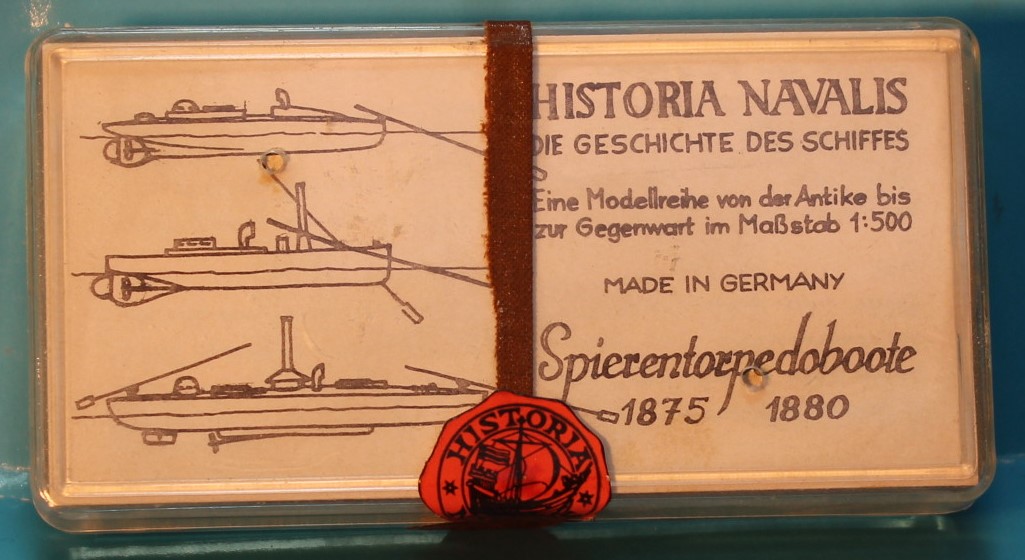 HISTORIA NAVALIS
DIE GESCHICHTE DES SCHIFFES
Eine Modellreihe von der Antike bis
zur Gegenwart im Maßstab 1:500
MADE IN GERMANY
Spierentorpedoboote
1875 1880
HISTORIA